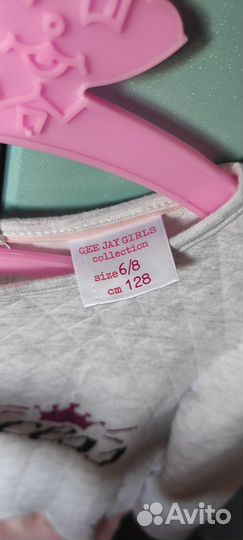 GEE JAY GIRLS
collection
size 6/8
cm 128
Avito